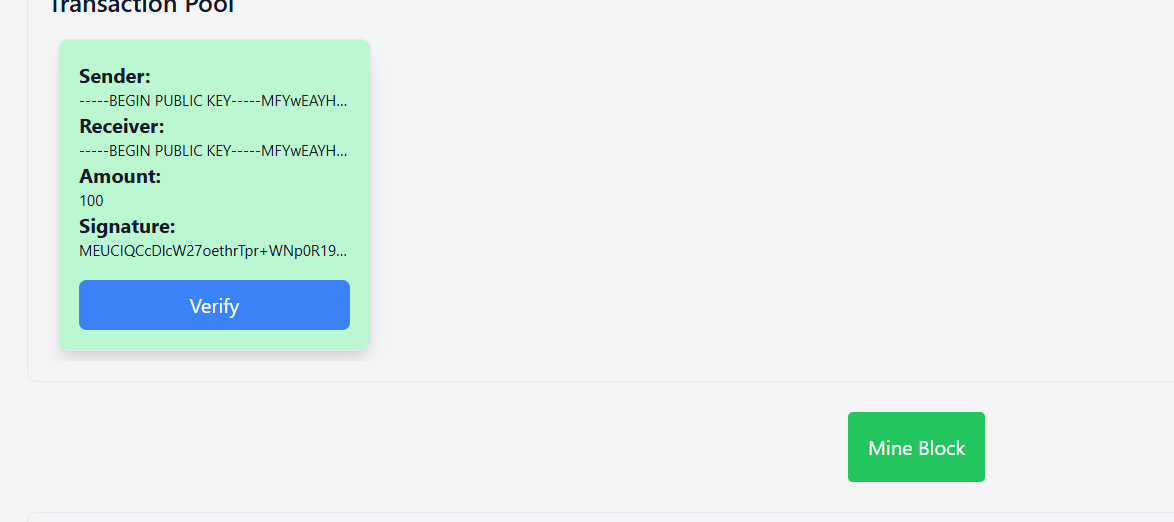 Transaction Pool
Sender:
-----BEGIN PUBLIC KEY-----MFYwEAYH...
Receiver:
-----BEGIN PUBLIC KEY-----MFYwEAYH...
Amount:
100
Signature:
MEUCIQCcDIcW27oethrTpr+WNp0R19...
Verify
Mine Block